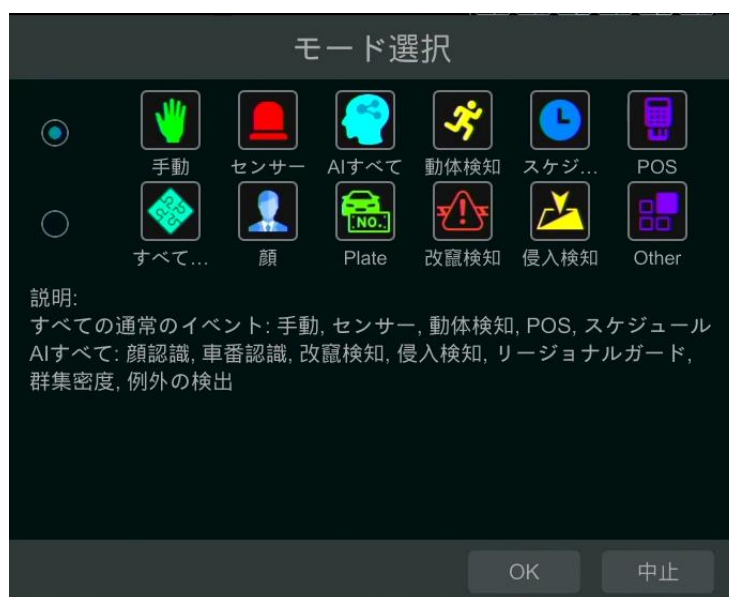 モード選択
手動 センサー AIすべて 動体検知 スケジ... POS
NO.
すべて... 顔 Plate 改竄検知 侵入検知 Other
説明:
すべての通常のイベント: 手動, センサー, 動体検知, POS, スケジュール
AIすべて: 顔認識, 車番認識, 改竄検知, 侵入検知, リージョナルガード,
群集密度, 例外の検出
OK 中止